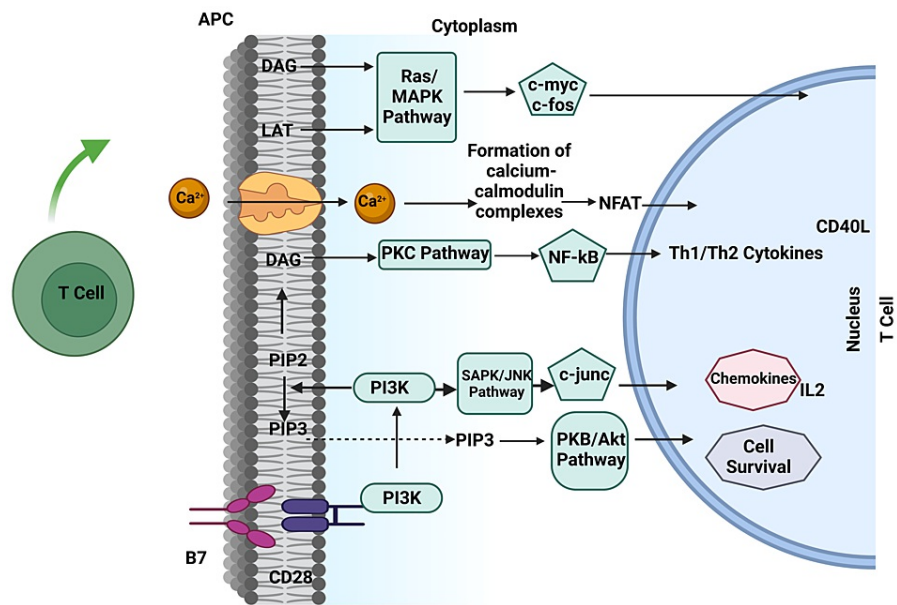 APC
Cytoplasm
DAG
Ras/
MAPK
Pathway
c-myc
c-fos
LAT
Formation of
calcium-
calmodulin
complexes
Ca²⁺
Ca²⁺
NFAT
CD40L
DAG
PKC Pathway
NF-kB
Th1/Th2 Cytokines
T Cell
Nucleus
T Cell
PIP2
PI3K
SAPK/JNK
Pathway
c-junc
Chemokines
IL2
PIP3
PIP3
PKB/Akt
Pathway
Cell
Survival
PI3K
B7
CD28